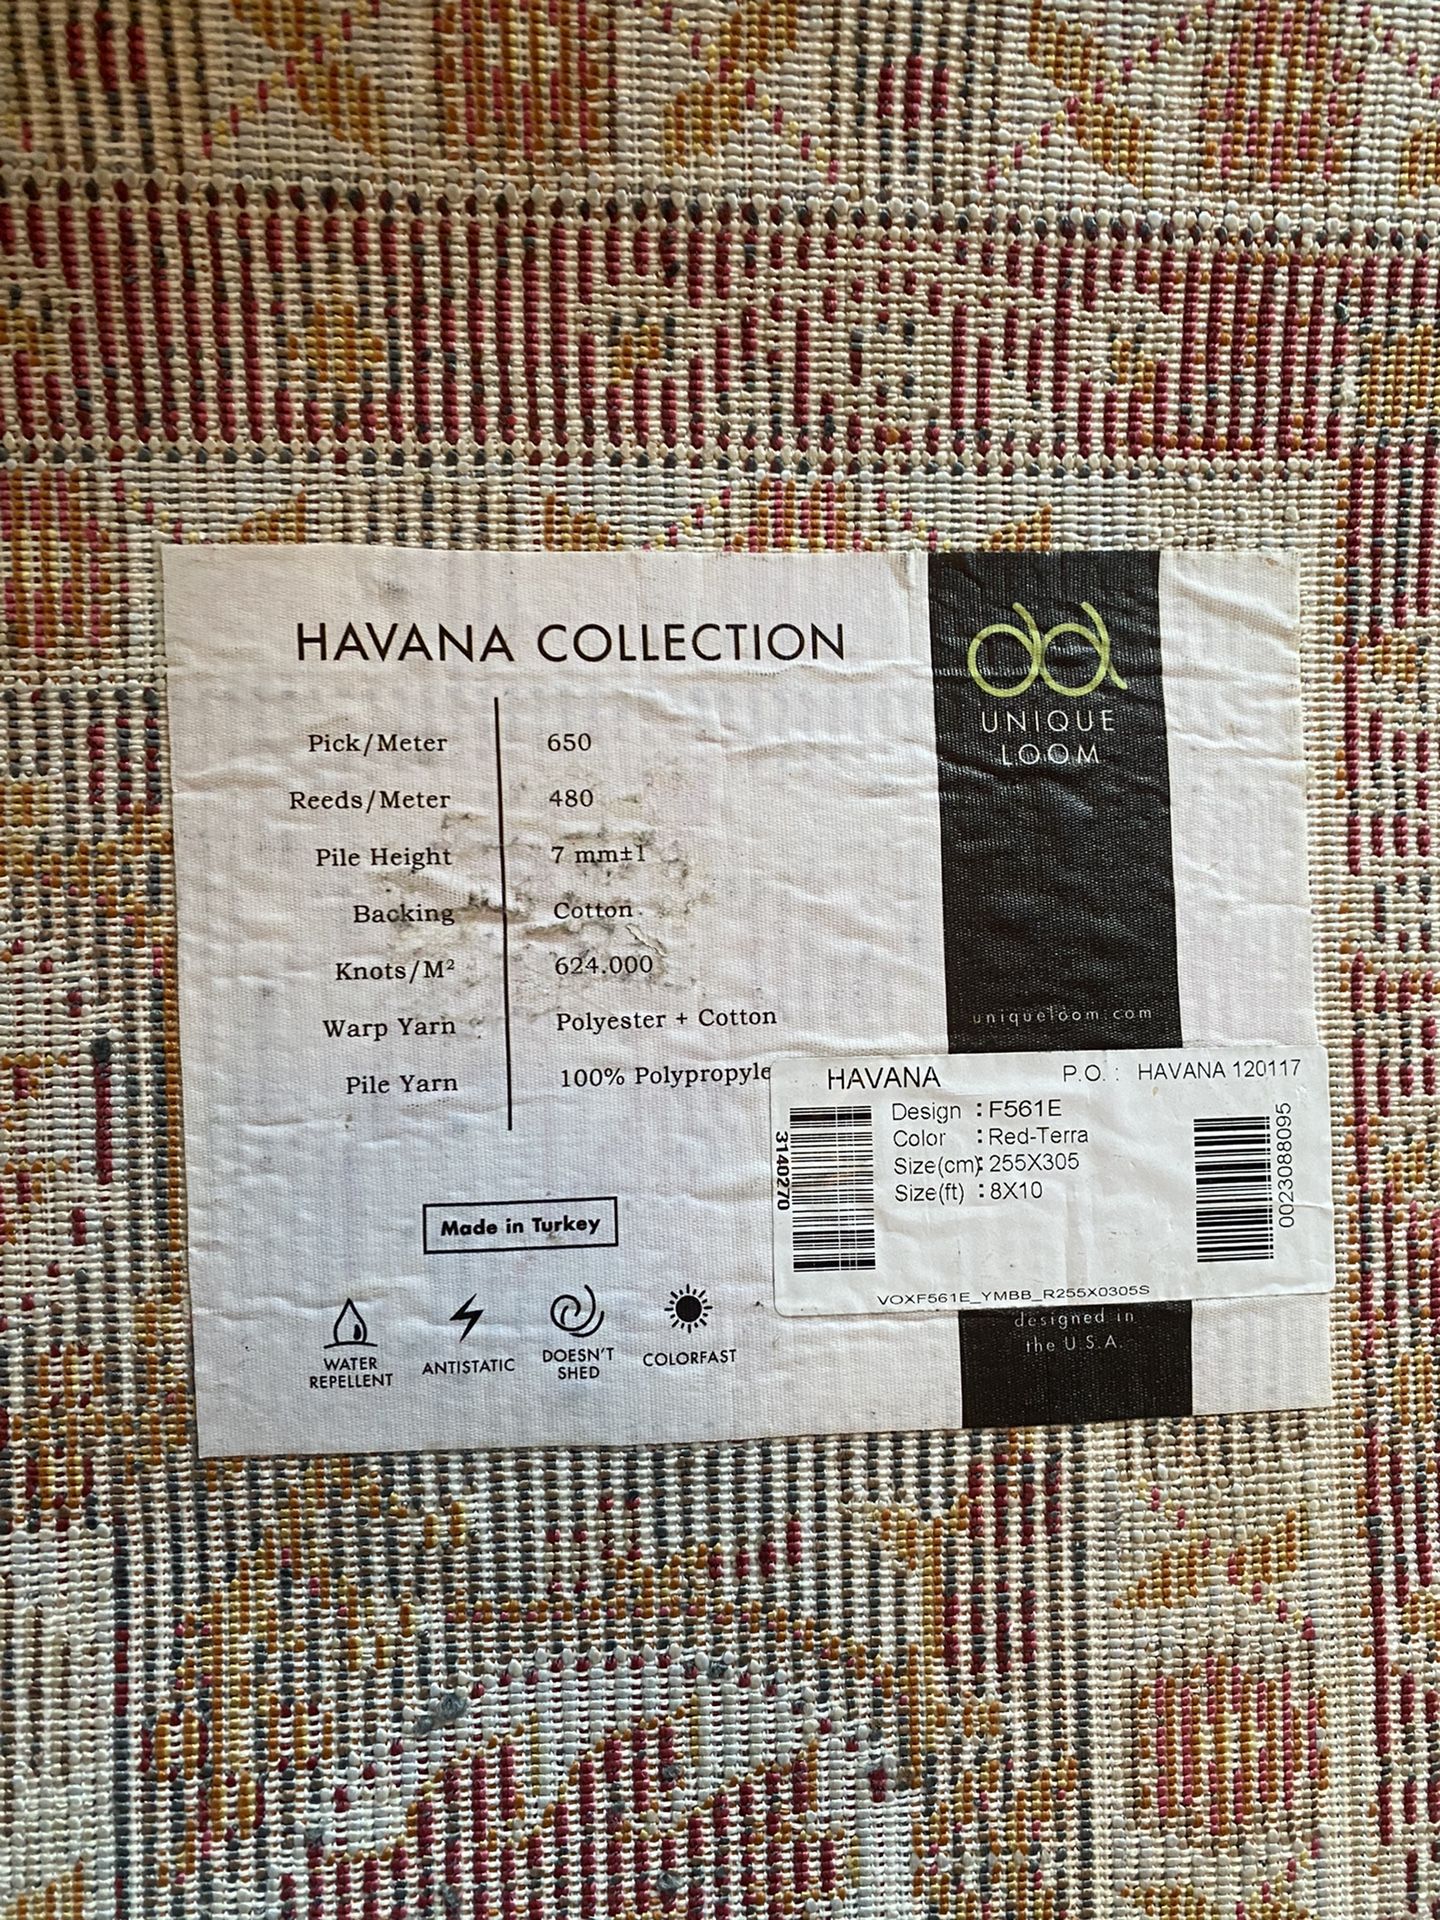 HAVANA COLLECTION
Pick/Meter 650
Reeds/Meter 480
Pile Height 7 mm±1
Backing Cotton
Knots/M² 624.000
Warp Yarn Polyester + Cotton
Pile Yarn 100% Polypropyle
Made in Turkey
WATER
REPELLENT
ANTISTATIC
DOESN'T
SHED
COLORFAST
UNIQUE
LOOM
uniqueloom.com
HAVANA P.O. : HAVANA 120117
Design : F561E
Color : Red-Terra
Size(cm): 255X305
Size(ft) : 8X10
3140270
0023088095
VOXF561E_YMBB_R255X0305S
designed in
the U.S.A.